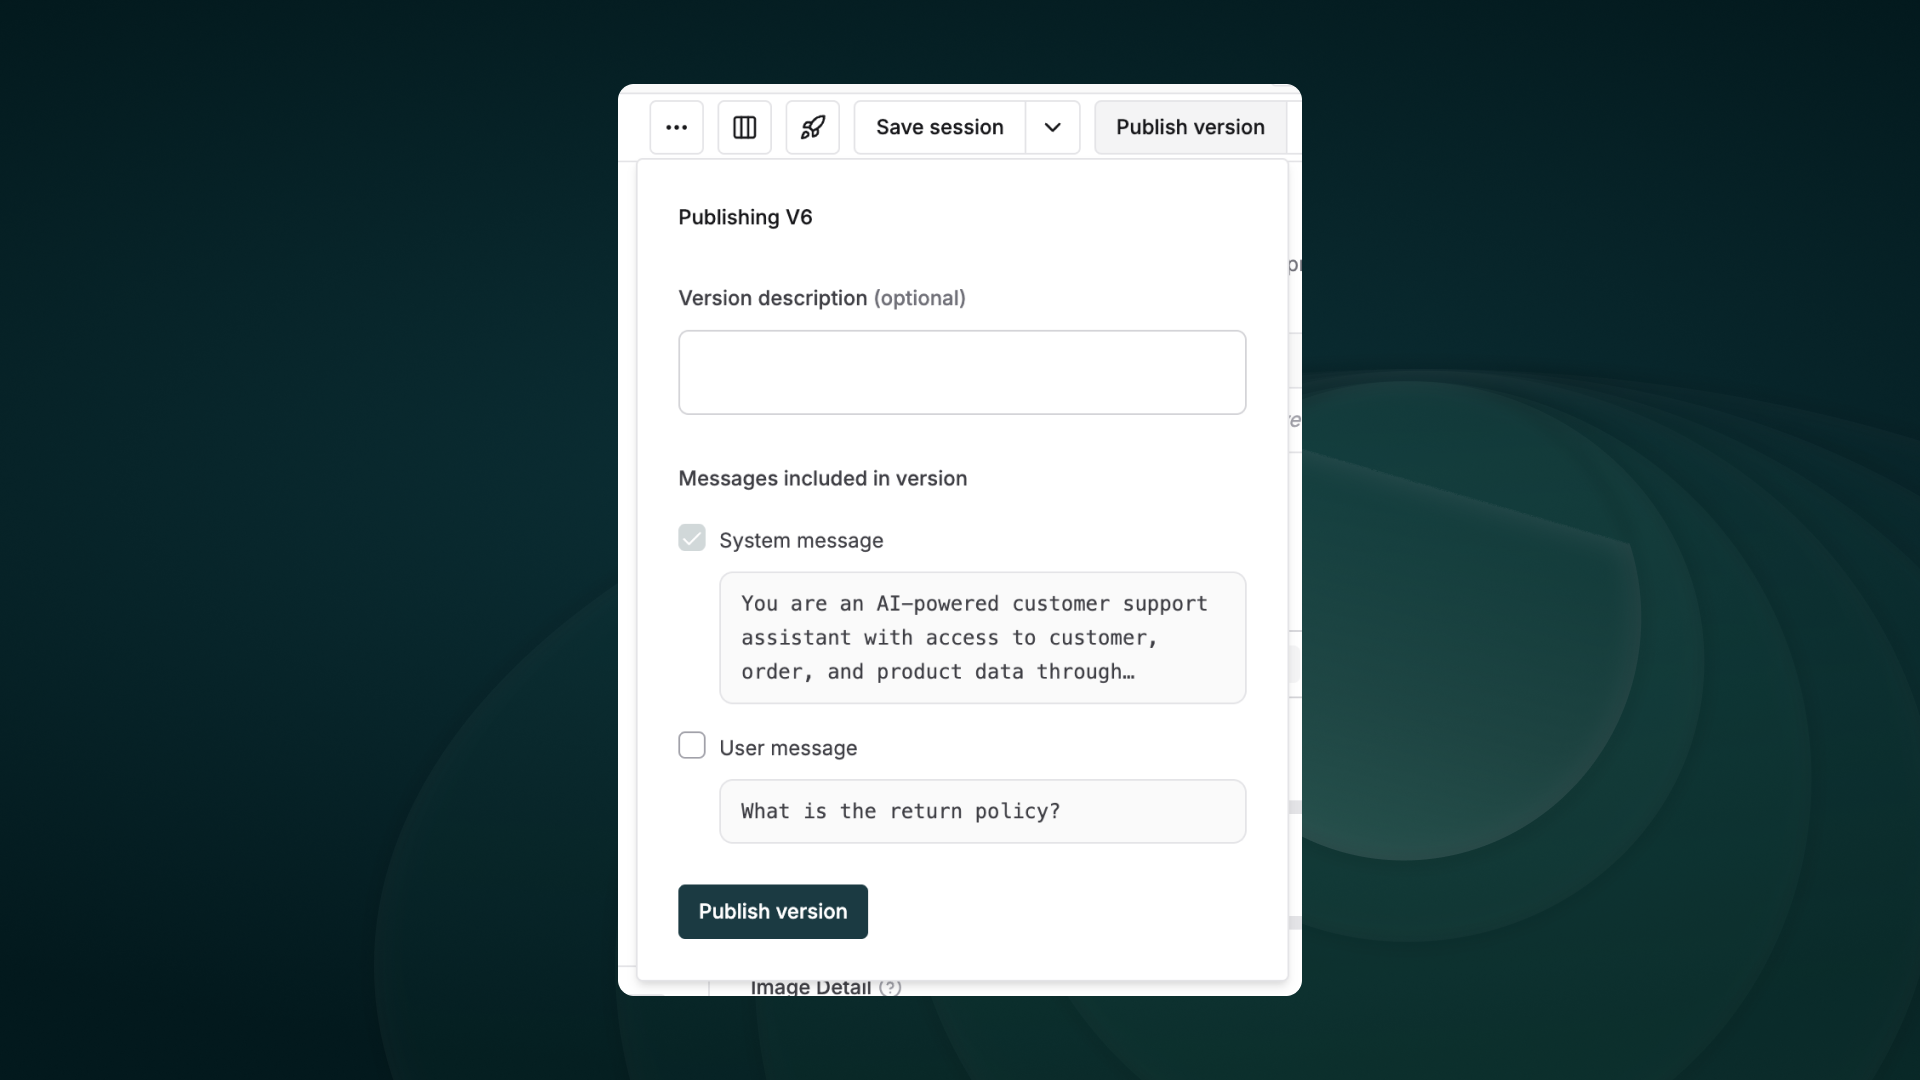 Save session
Publish version
Publishing V6
Version description (optional)
Messages included in version
System message
You are an AI-powered customer support
assistant with access to customer,
order, and product data through…
User message
What is the return policy?
Publish version
Image Detail